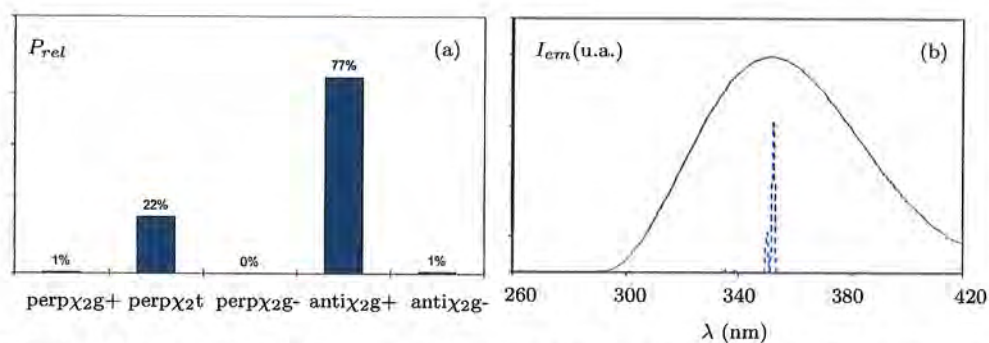 P_rel (a)
77%
22%
1% 0% 1%
perpχ₂g+ perpχ₂t perpχ₂g- antiχ₂g+ antiχ₂g-
I_em(u.a.) (b)
260 300 340 380 420
λ (nm)